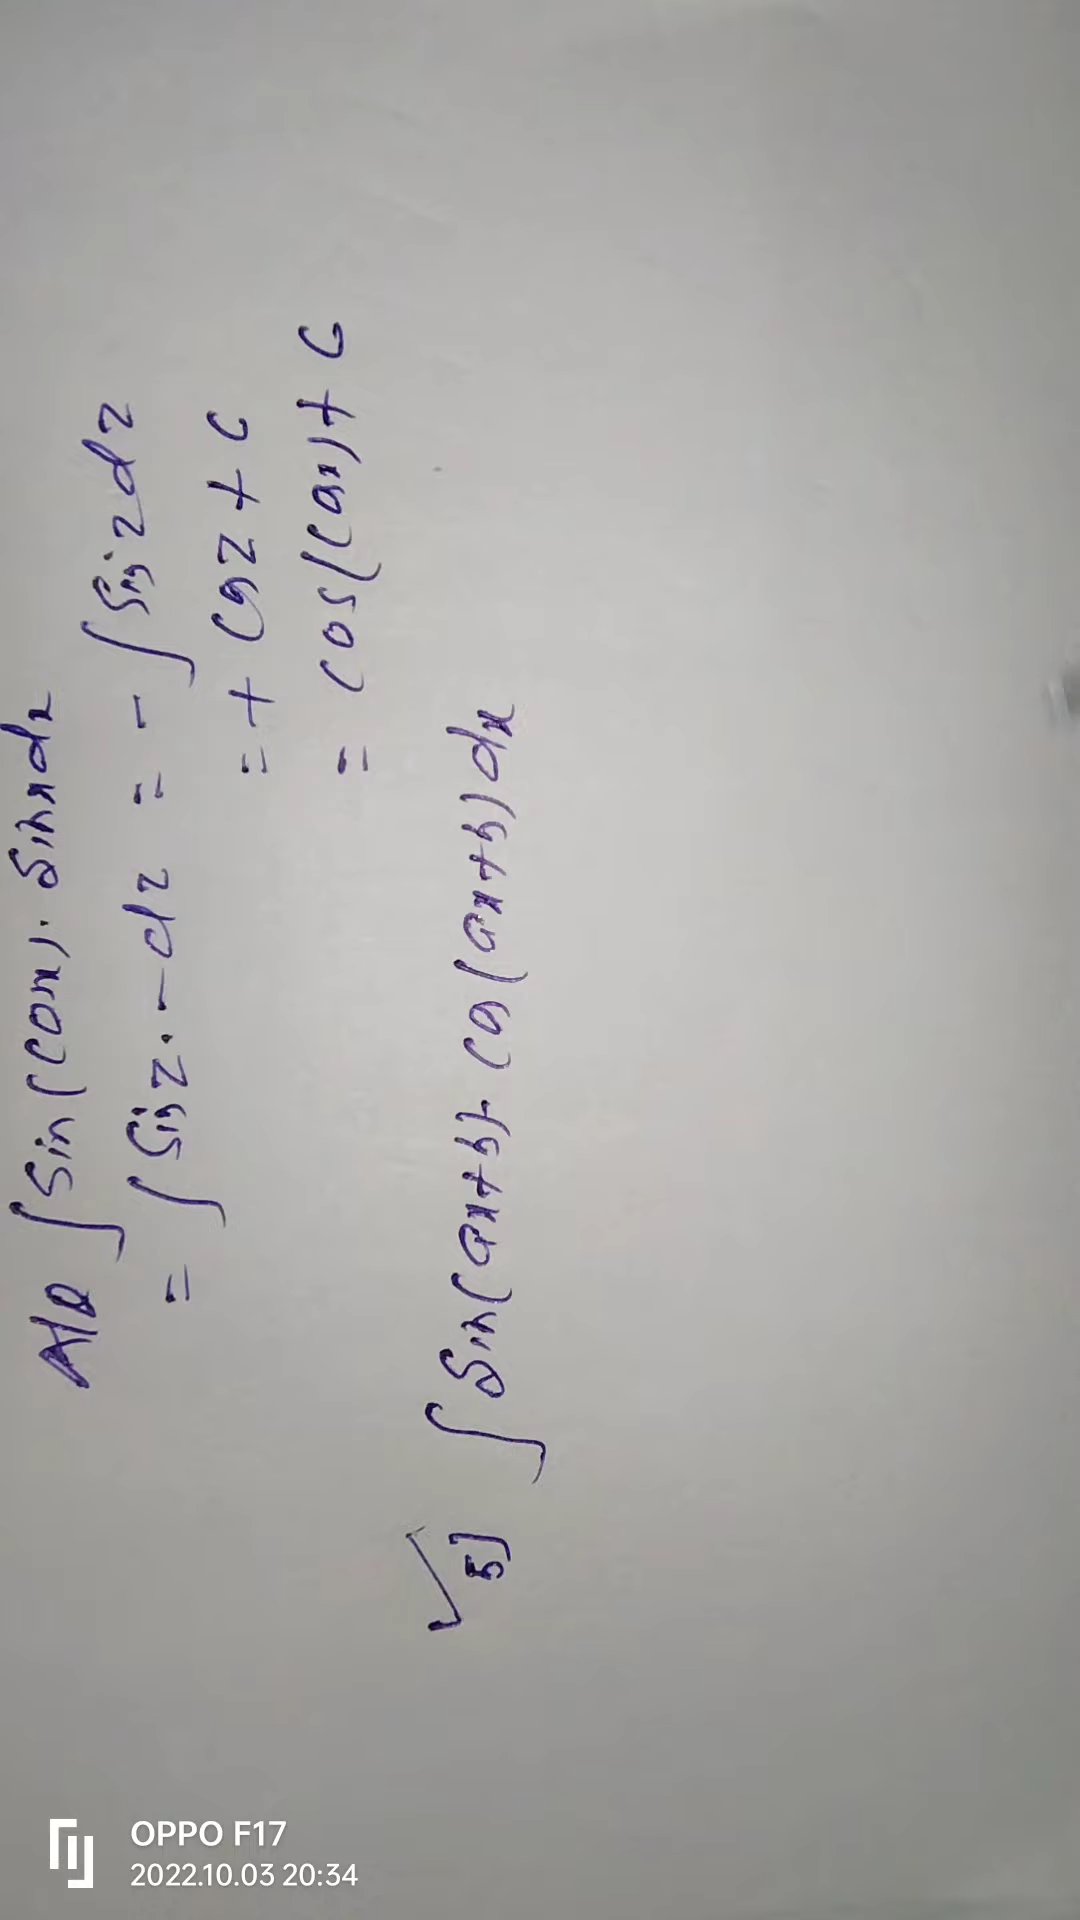 A/Q ∫ Sin(Cosx). Sinxdx
= ∫ Sinz. -dz = - ∫ Sinzdz
= + Cosz + C
= Cos(Cosx) + C
5] ∫ Sin(ax+b). Cos(ax+b)dx
OPPO F17
2022.10.03 20:34